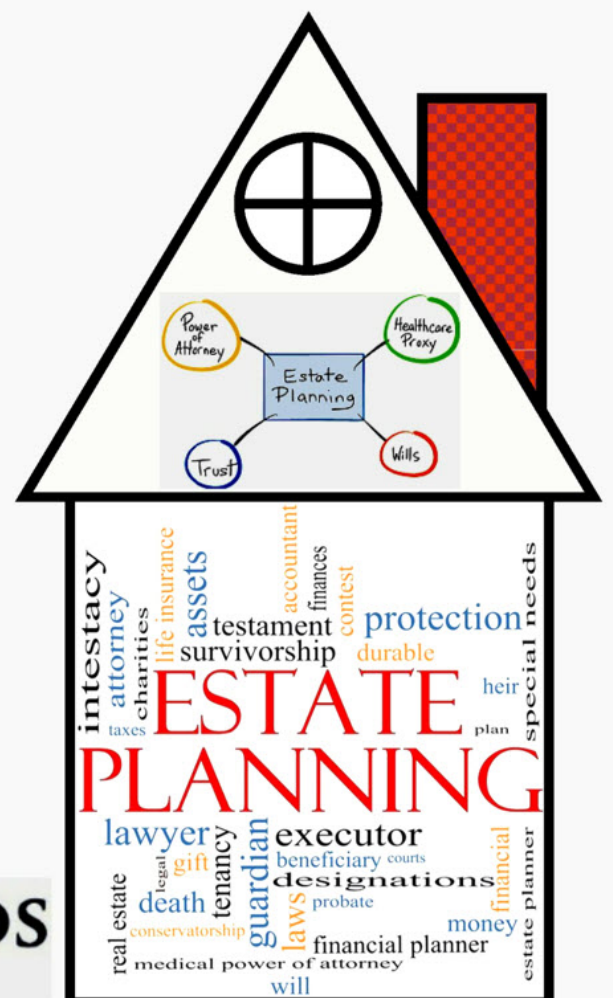 Power
of
Attorney
Healthcare
Proxy
Estate
Planning
Trust
Wills
intestacy
attorney
charities
life insurance
assets
accountant
finances
contest
testament
protection
special needs
survivorship
durable
heir
taxes
plan
ESTATE
PLANNING
lawyer
legal
gift
tenancy
guardian
executor
beneficiary
courts
financial
designations
real estate
death
laws
probate
estate planner
conservatorship
money
financial planner
medical power of attorney
will
os